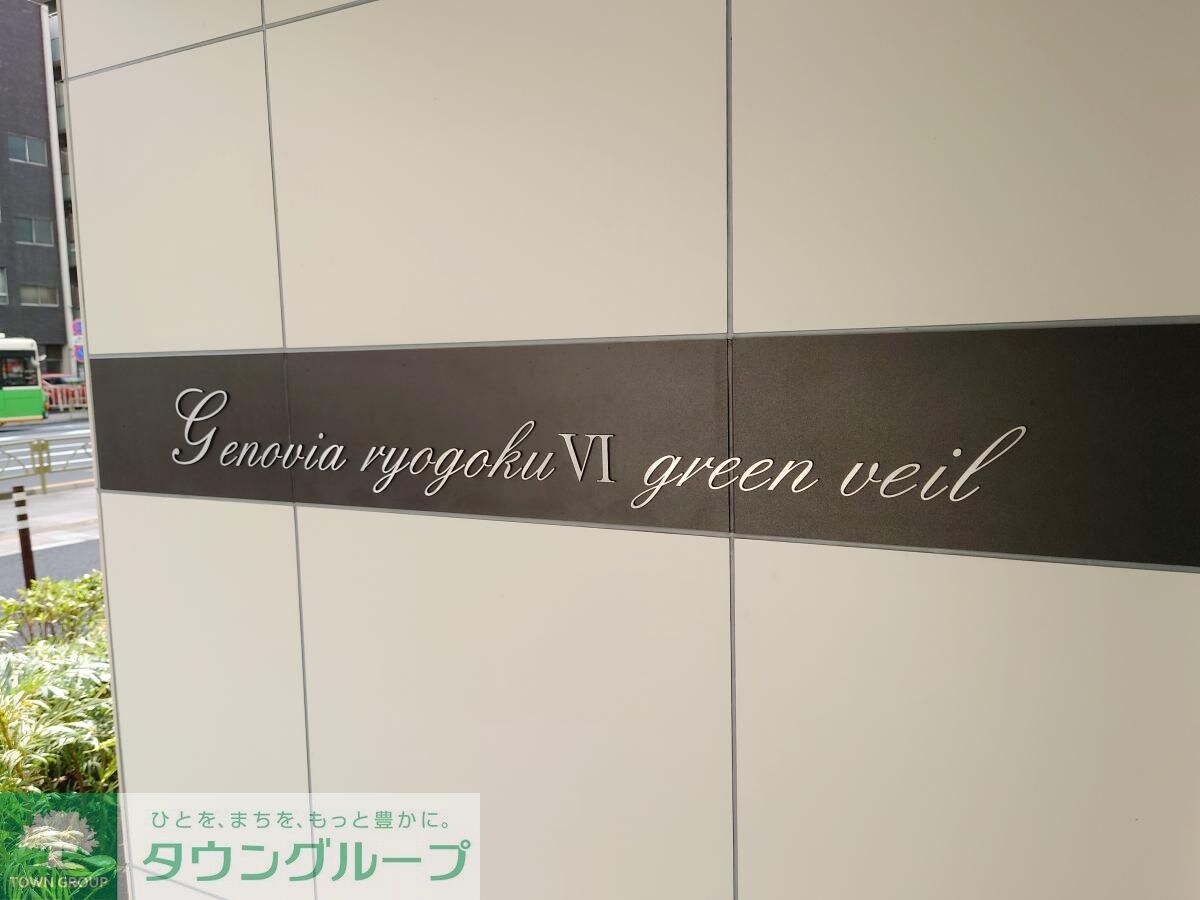 Genovia ryogoku Ⅵ green veil
ひとを、まちを、もっと豊かに。
タウングループ
TOWN GROUP